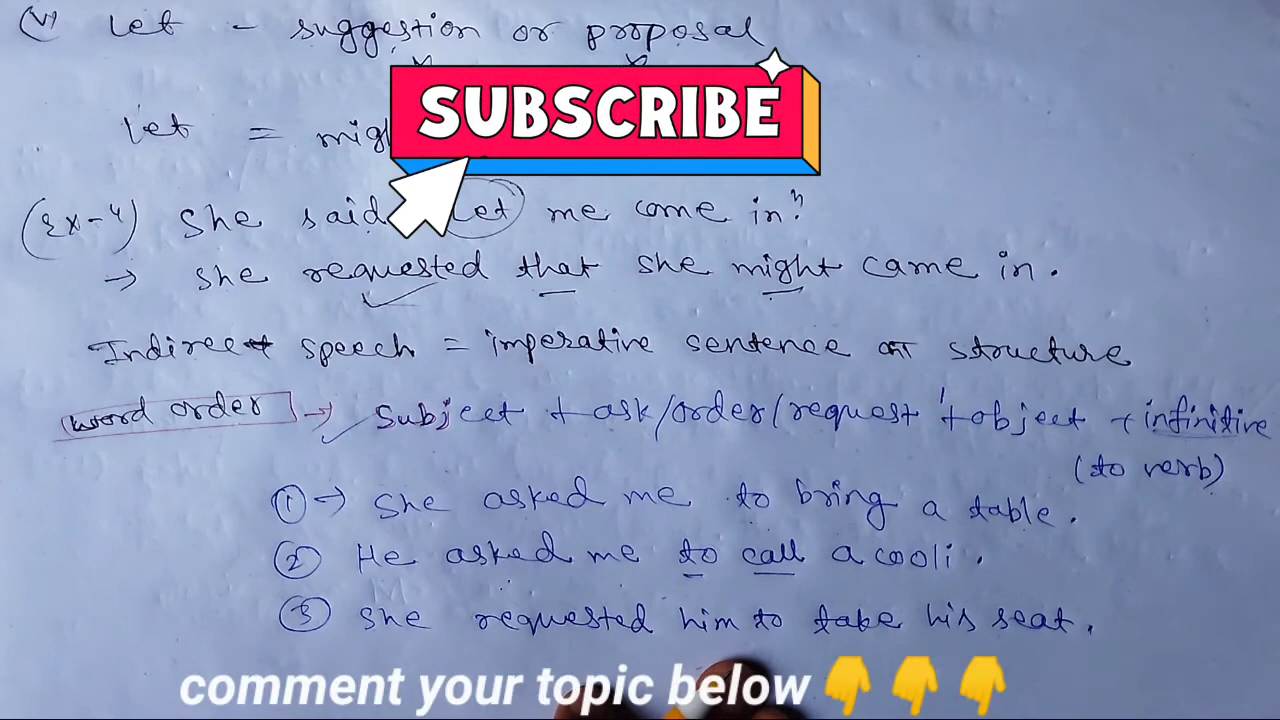 (v) Let - suggestion or proposal
SUBSCRIBE
Let = migh
(Ex-4) She said Let me come in"
→ she requested that she might came in.
Indirect speech = imperative sentence structure
word order → Subject + ask/order/request + object + infinitive
(to verb)
① → She asked me to bring a table.
② He asked me to call a cooli.
③ She requested him to take his seat.
comment your topic below👇👇👇